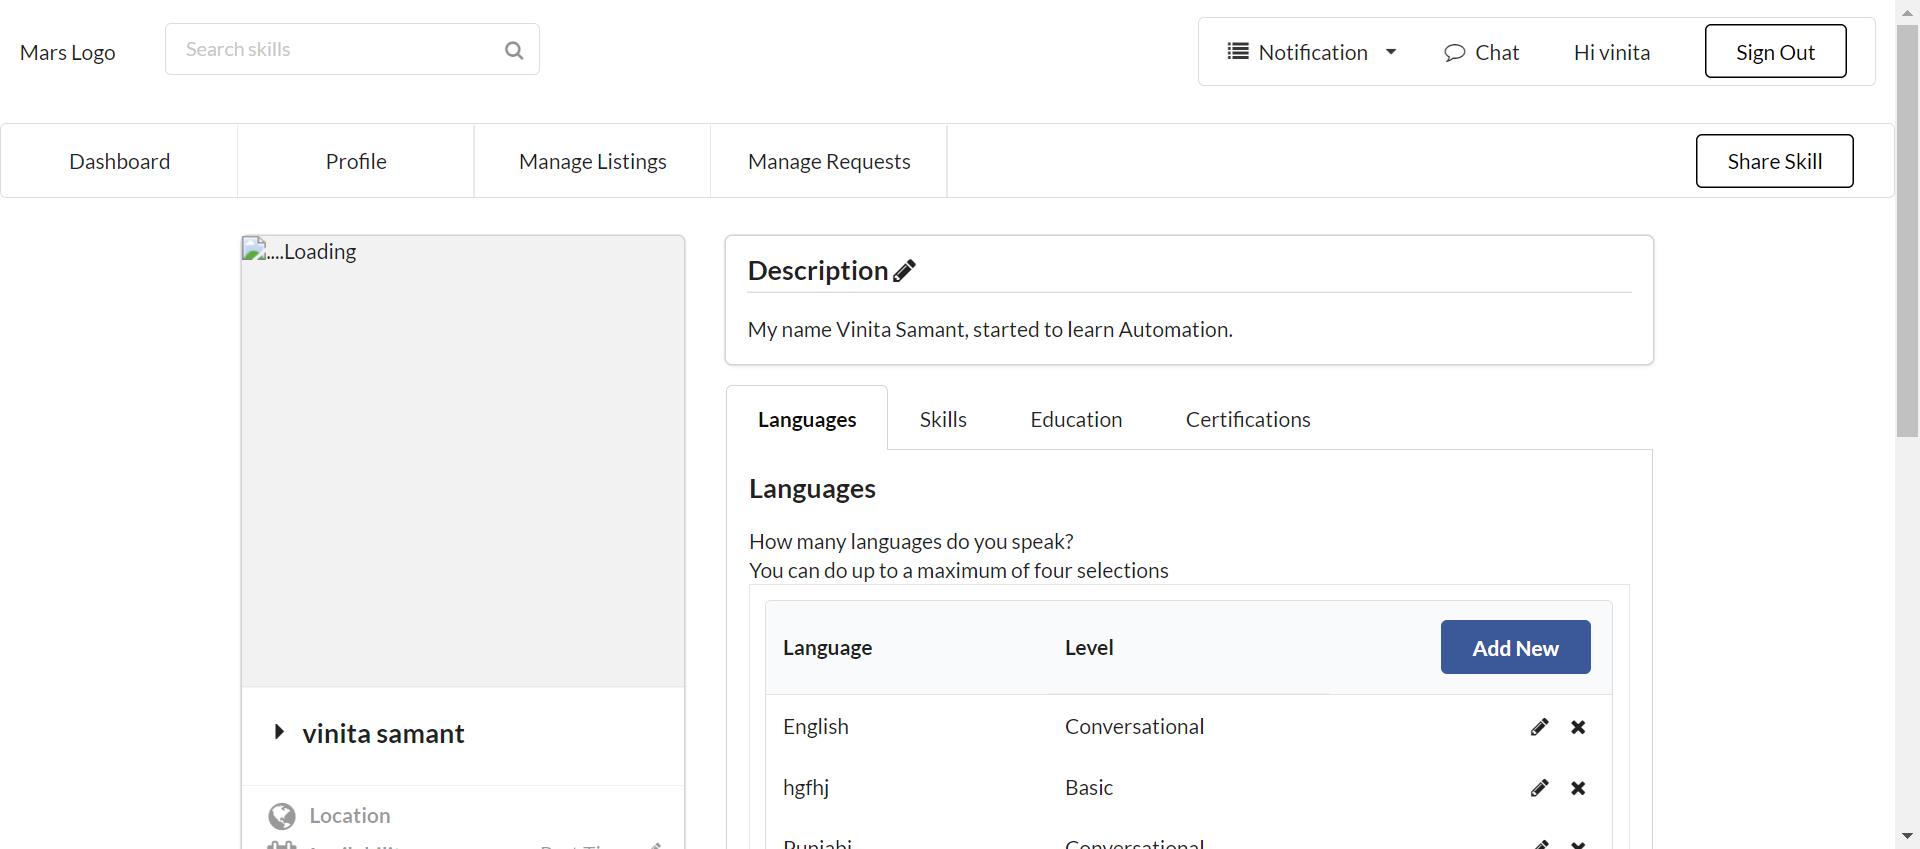 Mars Logo
Search skills
Notification
Chat
Hi vinita
Sign Out
Dashboard
Profile
Manage Listings
Manage Requests
Share Skill
....Loading
vinita samant
Location
Description
My name Vinita Samant, started to learn Automation.
Languages
Skills
Education
Certifications
Languages
How many languages do you speak?
You can do up to a maximum of four selections
Language Level Add New
English Conversational
hgfhj Basic
Punjabi Conversational